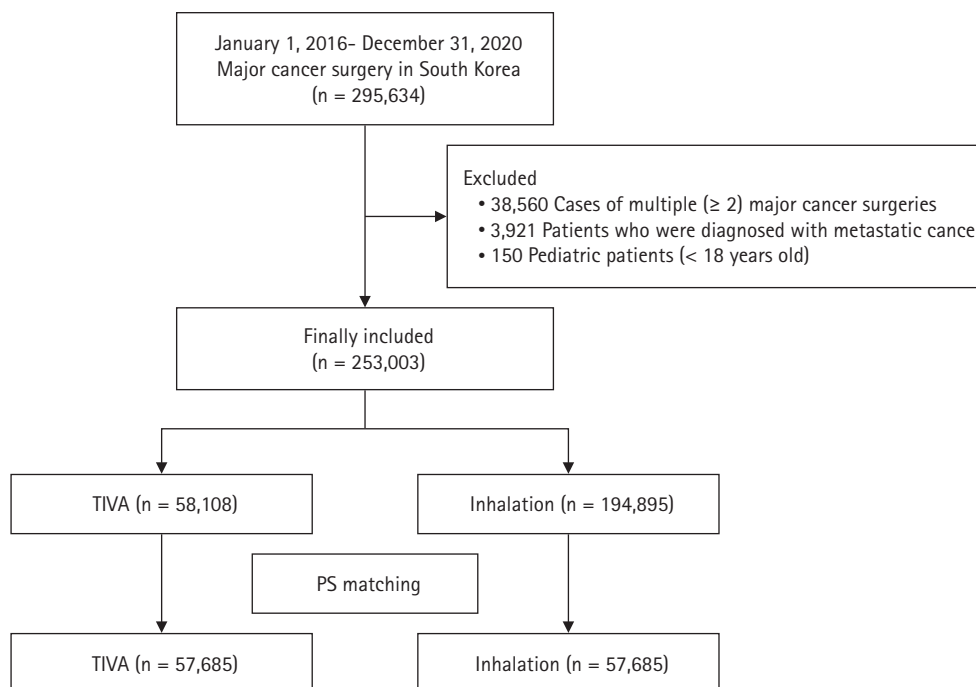 January 1, 2016- December 31, 2020
Major cancer surgery in South Korea
(n = 295,634)
Excluded
• 38,560 Cases of multiple (≥ 2) major cancer surgeries
• 3,921 Patients who were diagnosed with metastatic cance
• 150 Pediatric patients (< 18 years old)
Finally included
(n = 253,003)
TIVA (n = 58,108)
Inhalation (n = 194,895)
PS matching
TIVA (n = 57,685)
Inhalation (n = 57,685)